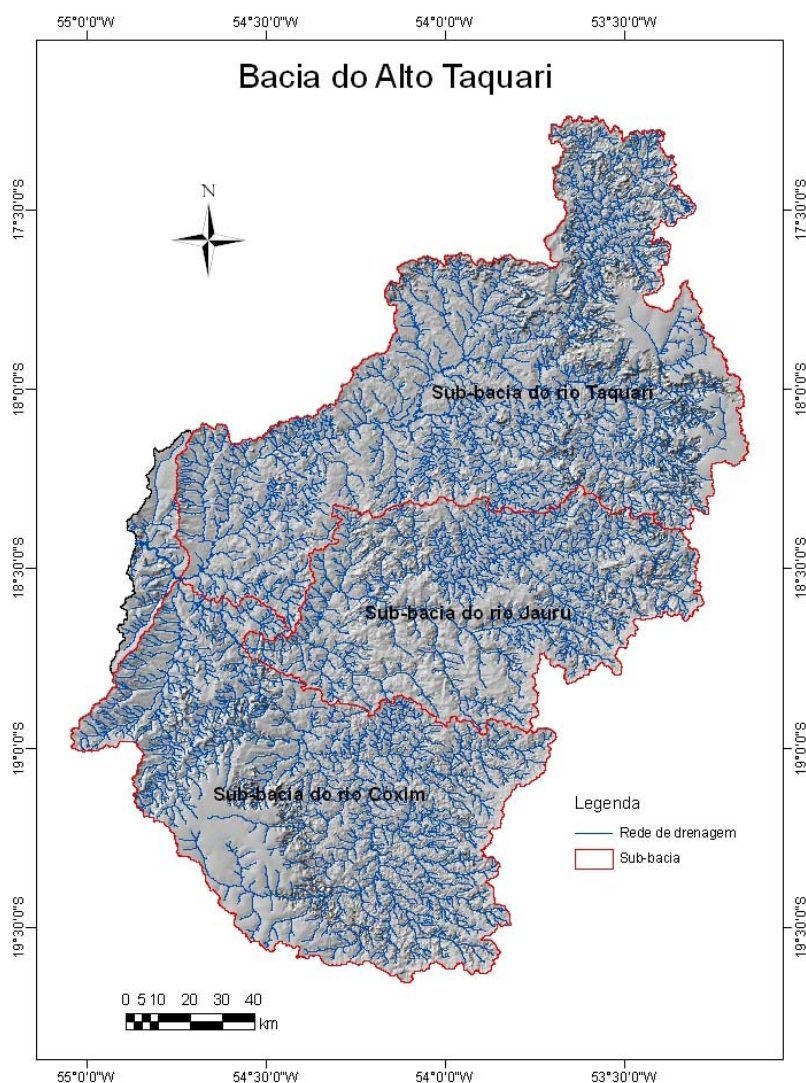 55°0'0"W 54°30'0"W 54°0'0"W 53°30'0"W
Bacia do Alto Taquari
N
17°30'0"S
17°30'0"S
18°0'0"S
18°0'0"S
Sub-bacia do rio Taquari
18°30'0"S
18°30'0"S
Sub-bacia do rio Jauru
19°0'0"S
19°0'0"S
Sub-bacia do rio Coxim
Legenda
Rede de drenagem
Sub-bacia
19°30'0"S
19°30'0"S
0 5 10 20 30 40
km
55°0'0"W 54°30'0"W 54°0'0"W 53°30'0"W